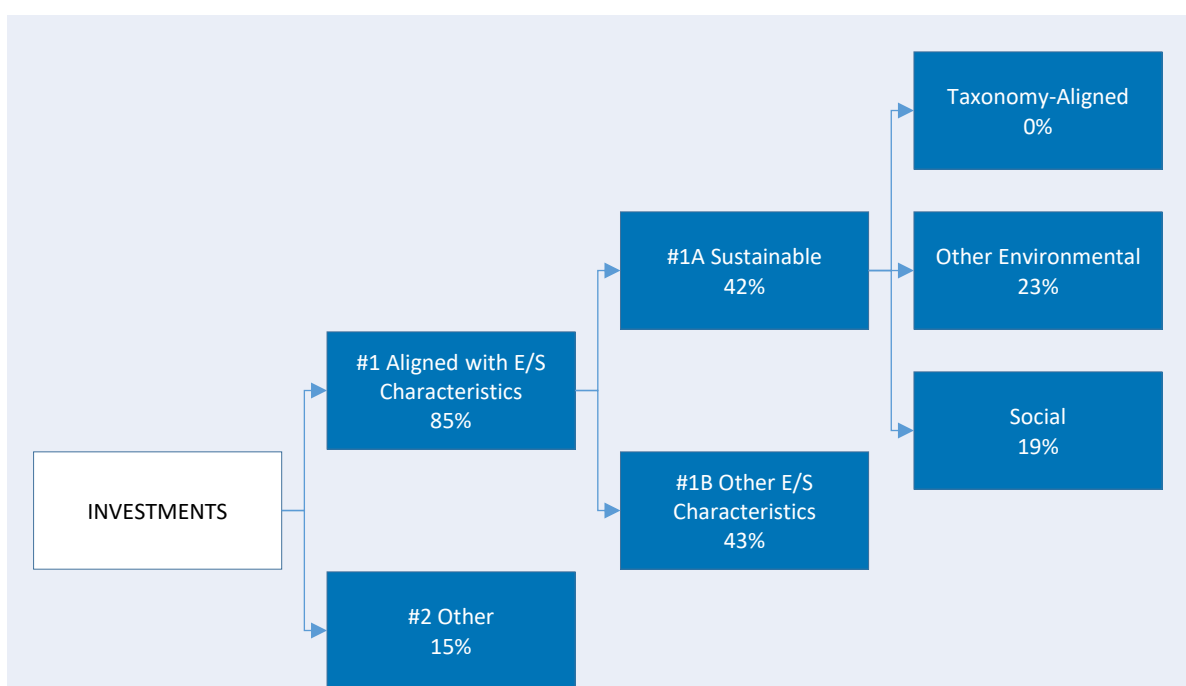 INVESTMENTS
#1 Aligned with E/S
Characteristics
85%
#2 Other
15%
#1A Sustainable
42%
#1B Other E/S
Characteristics
43%
Taxonomy-Aligned
0%
Other Environmental
23%
Social
19%